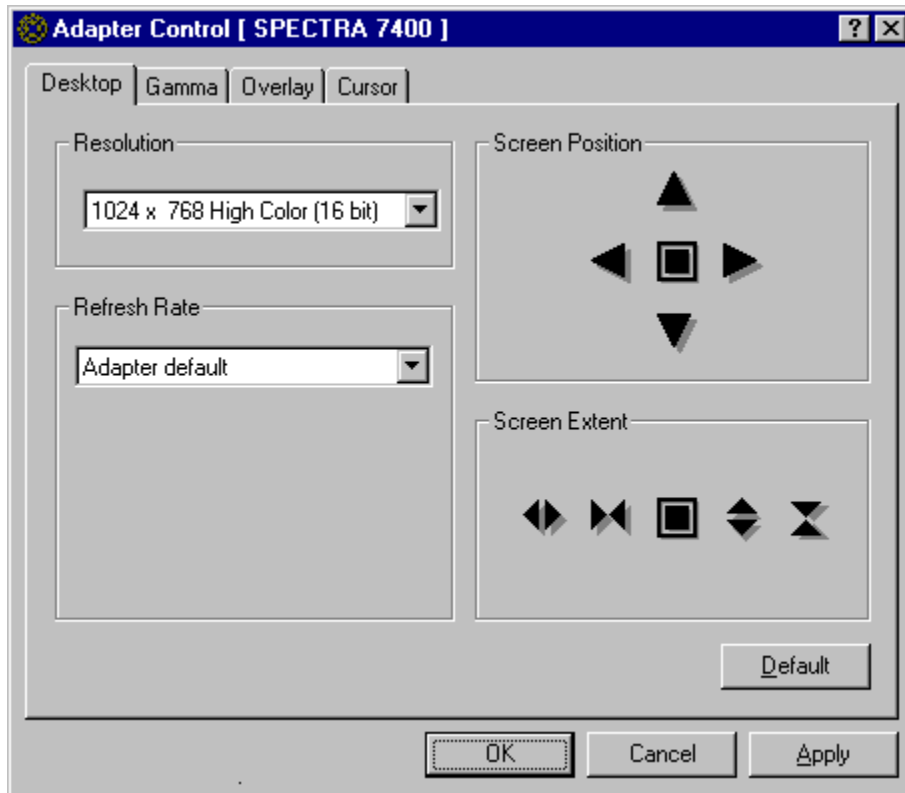 Adapter Control [ SPECTRA 7400 ]
Desktop Gamma Overlay Cursor
Resolution
1024 x 768 High Color (16 bit)
Refresh Rate
Adapter default
Screen Position
Screen Extent
Default
OK Cancel Apply